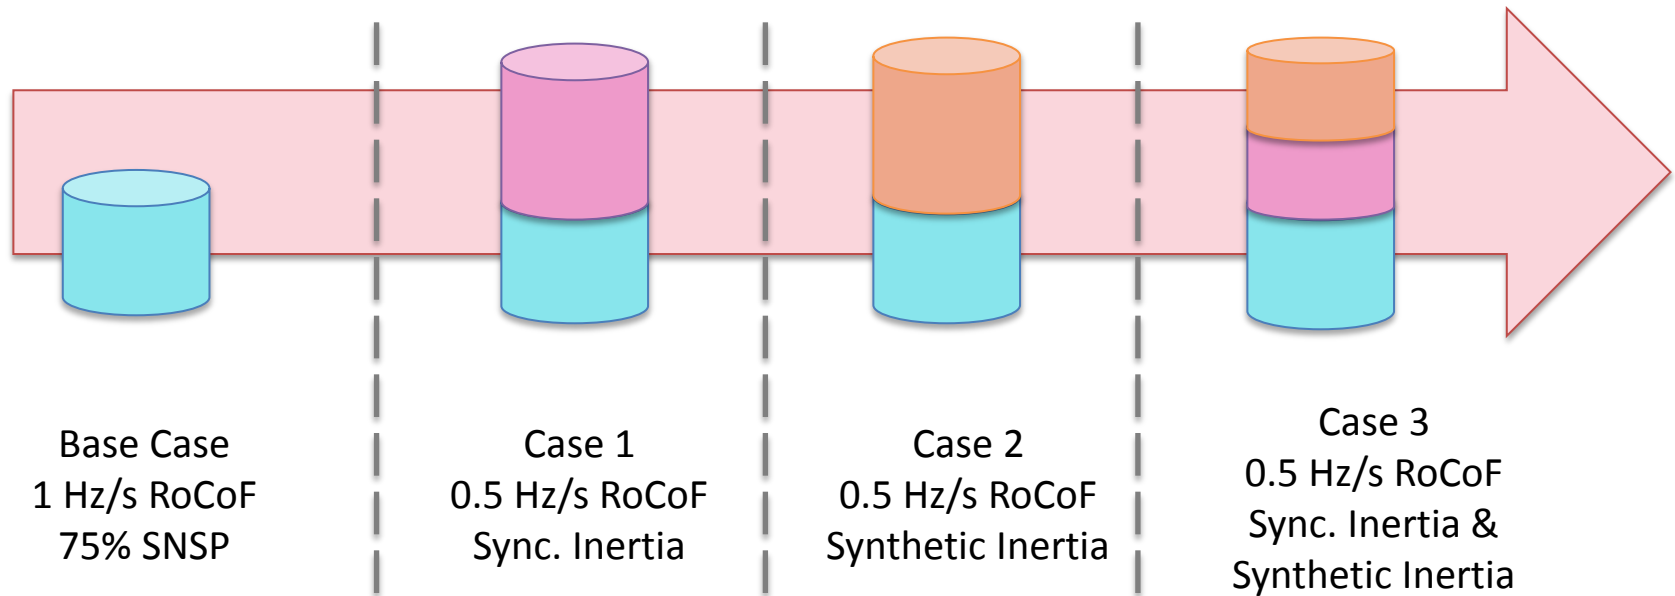 Base Case
1 Hz/s RoCoF
75% SNSP
Case 1
0.5 Hz/s RoCoF
Sync. Inertia
Case 2
0.5 Hz/s RoCoF
Synthetic Inertia
Case 3
0.5 Hz/s RoCoF
Sync. Inertia &
Synthetic Inertia